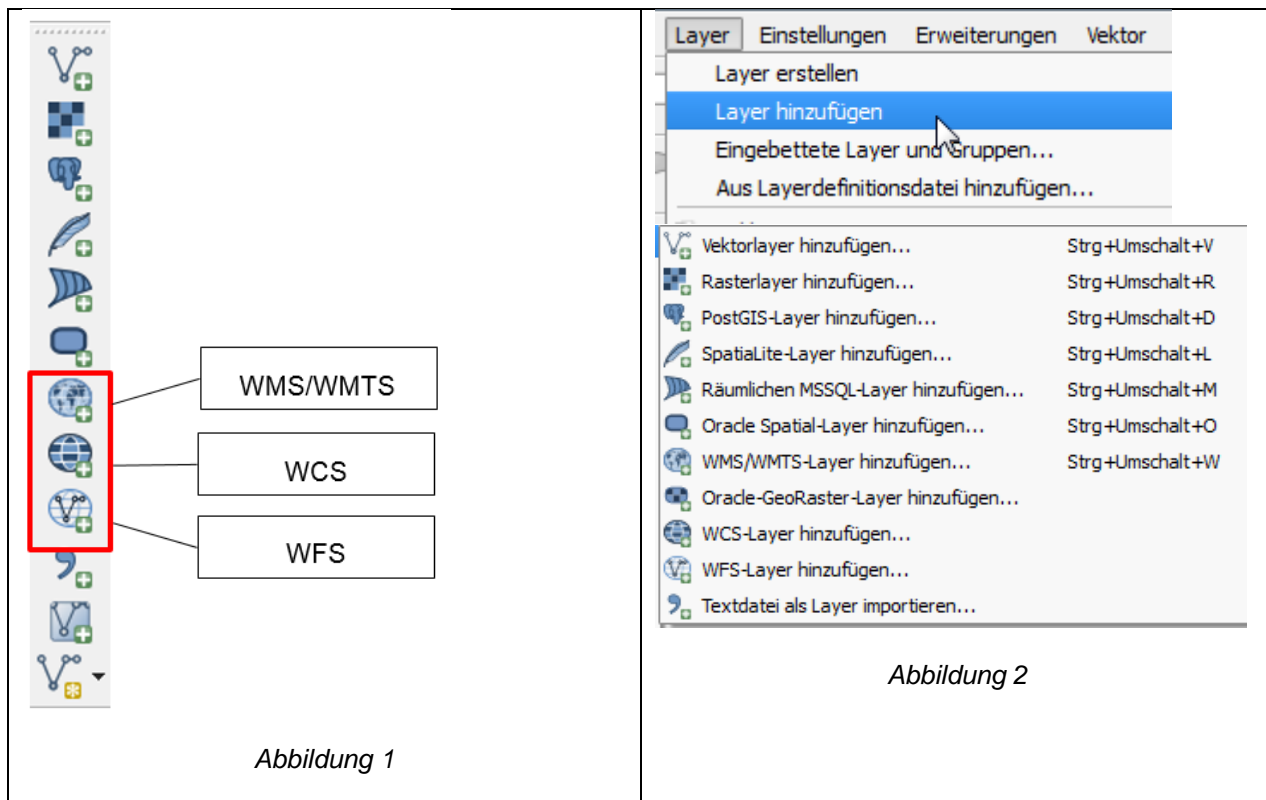 WMS/WMTS
WCS
WFS
Abbildung 1
Layer Einstellungen Erweiterungen Vektor
Layer erstellen
Layer hinzufügen
Eingebettete Layer und Gruppen...
Aus Layerdefinitionsdatei hinzufügen...
Vektorlayer hinzufügen... Strg+Umschalt+V
Rasterlayer hinzufügen... Strg+Umschalt+R
PostGIS-Layer hinzufügen... Strg+Umschalt+D
SpatiaLite-Layer hinzufügen... Strg+Umschalt+L
Räumlichen MSSQL-Layer hinzufügen... Strg+Umschalt+M
Oracle Spatial-Layer hinzufügen... Strg+Umschalt+O
WMS/WMTS-Layer hinzufügen... Strg+Umschalt+W
Oracle-GeoRaster-Layer hinzufügen...
WCS-Layer hinzufügen...
WFS-Layer hinzufügen...
Textdatei als Layer importieren...
Abbildung 2